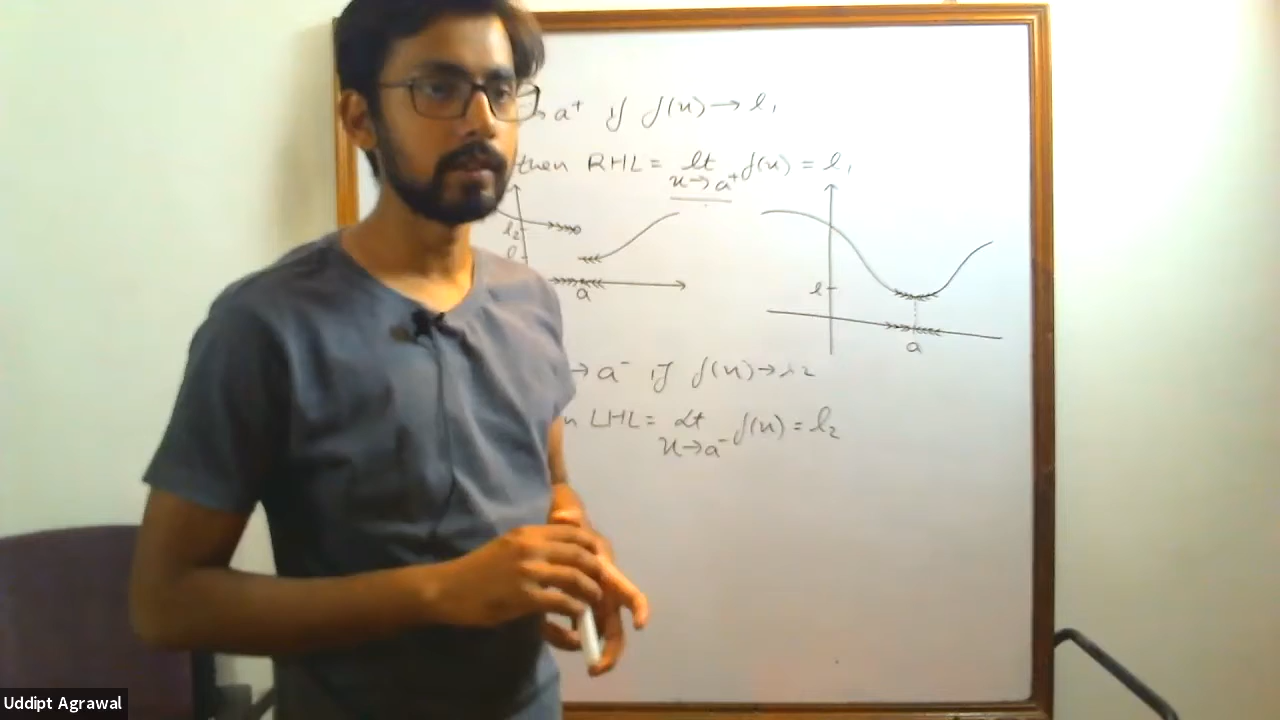 a⁺ if f(x) → l₁
then RHL = lt f(x) = l₁
x→a⁺
l₂
l
a
l
a
→ a⁻ if f(x) → l₂
n LHL = lt f(x) = l₂
x→a⁻
Uddipt Agrawal